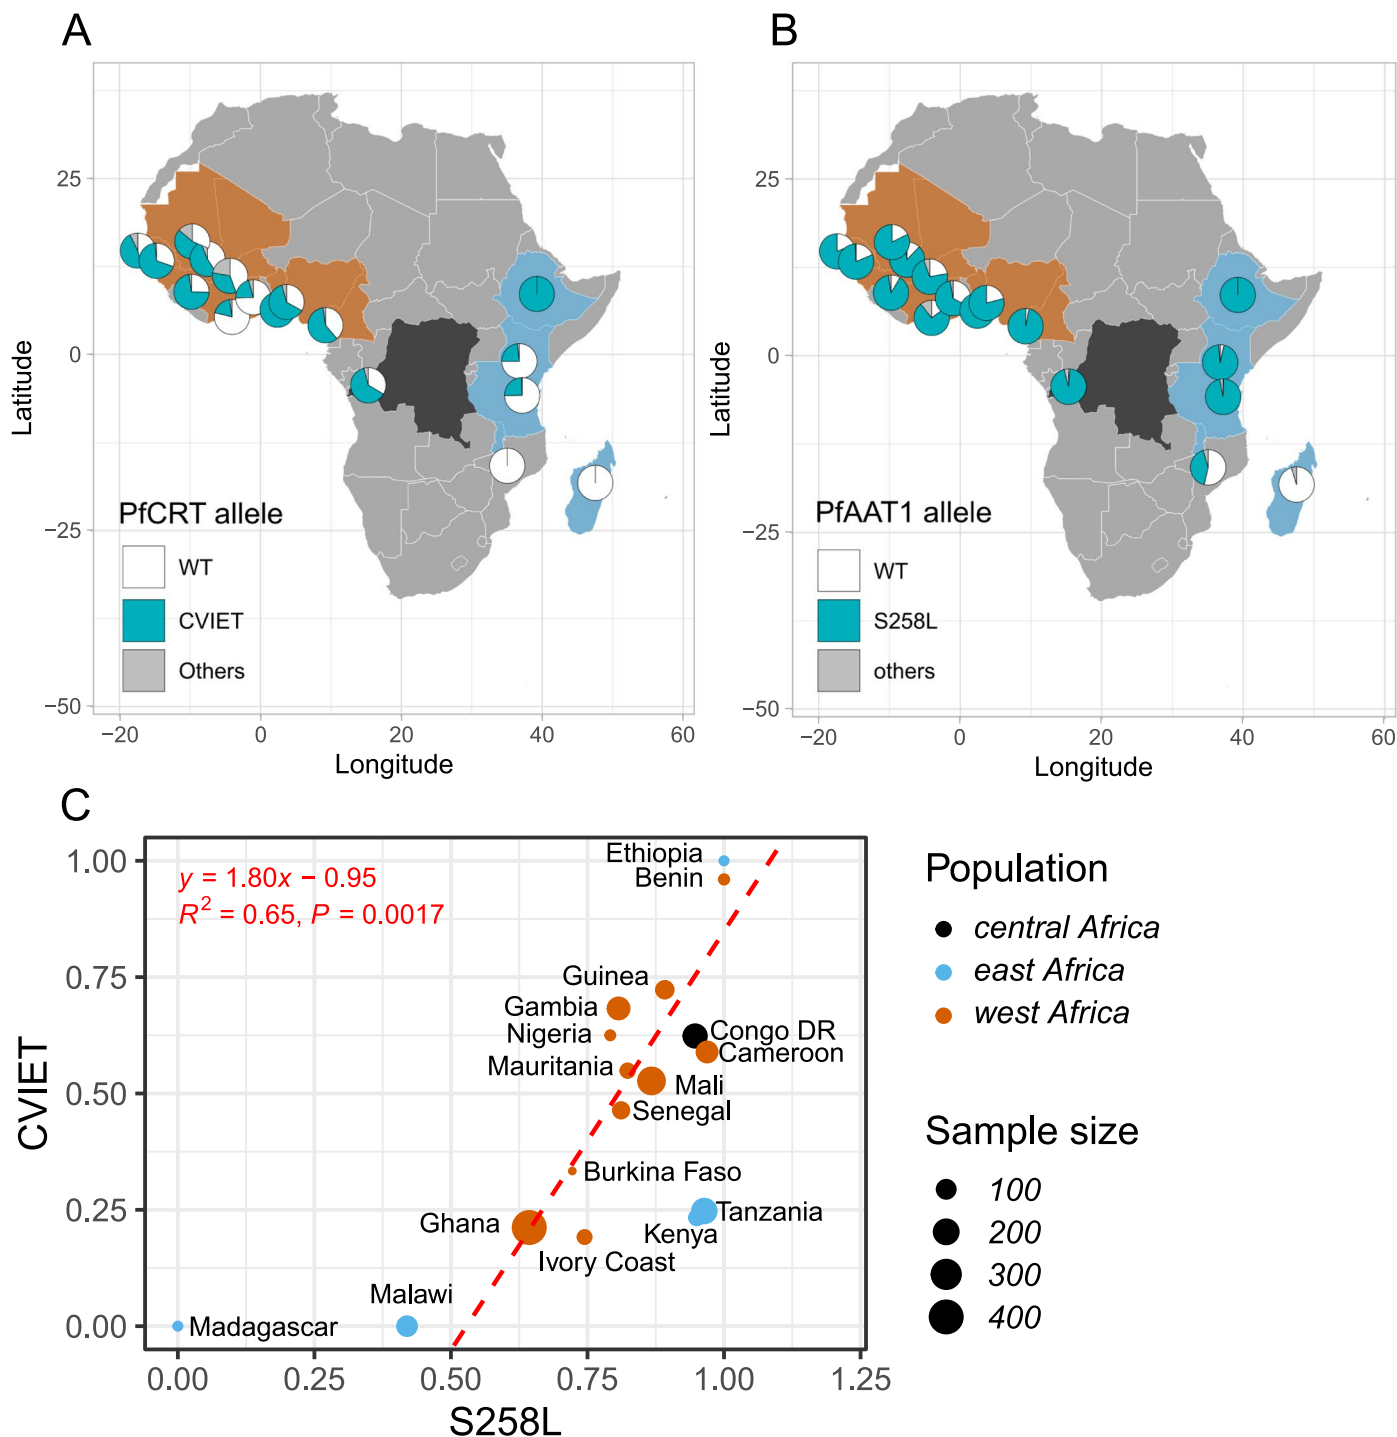 A
25
0
−25
−50
Latitude
PfCRT allele
WT
CVIET
Others
−20
0
20
40
60
Longitude
B
25
0
−25
−50
Latitude
PfAAT1 allele
WT
S258L
others
−20
0
20
40
60
Longitude
C
1.00
0.75
0.50
0.25
0.00
CVIET
y = 1.80x − 0.95
R² = 0.65, P = 0.0017
Ethiopia
Benin
Guinea
Gambia
Nigeria
Congo DR
Cameroon
Mauritania
Mali
Senegal
Burkina Faso
Ghana
Tanzania
Kenya
Ivory Coast
Malawi
Madagascar
0.00
0.25
0.50
0.75
1.00
1.25
S258L
Population
central Africa
east Africa
west Africa
Sample size
100
200
300
400